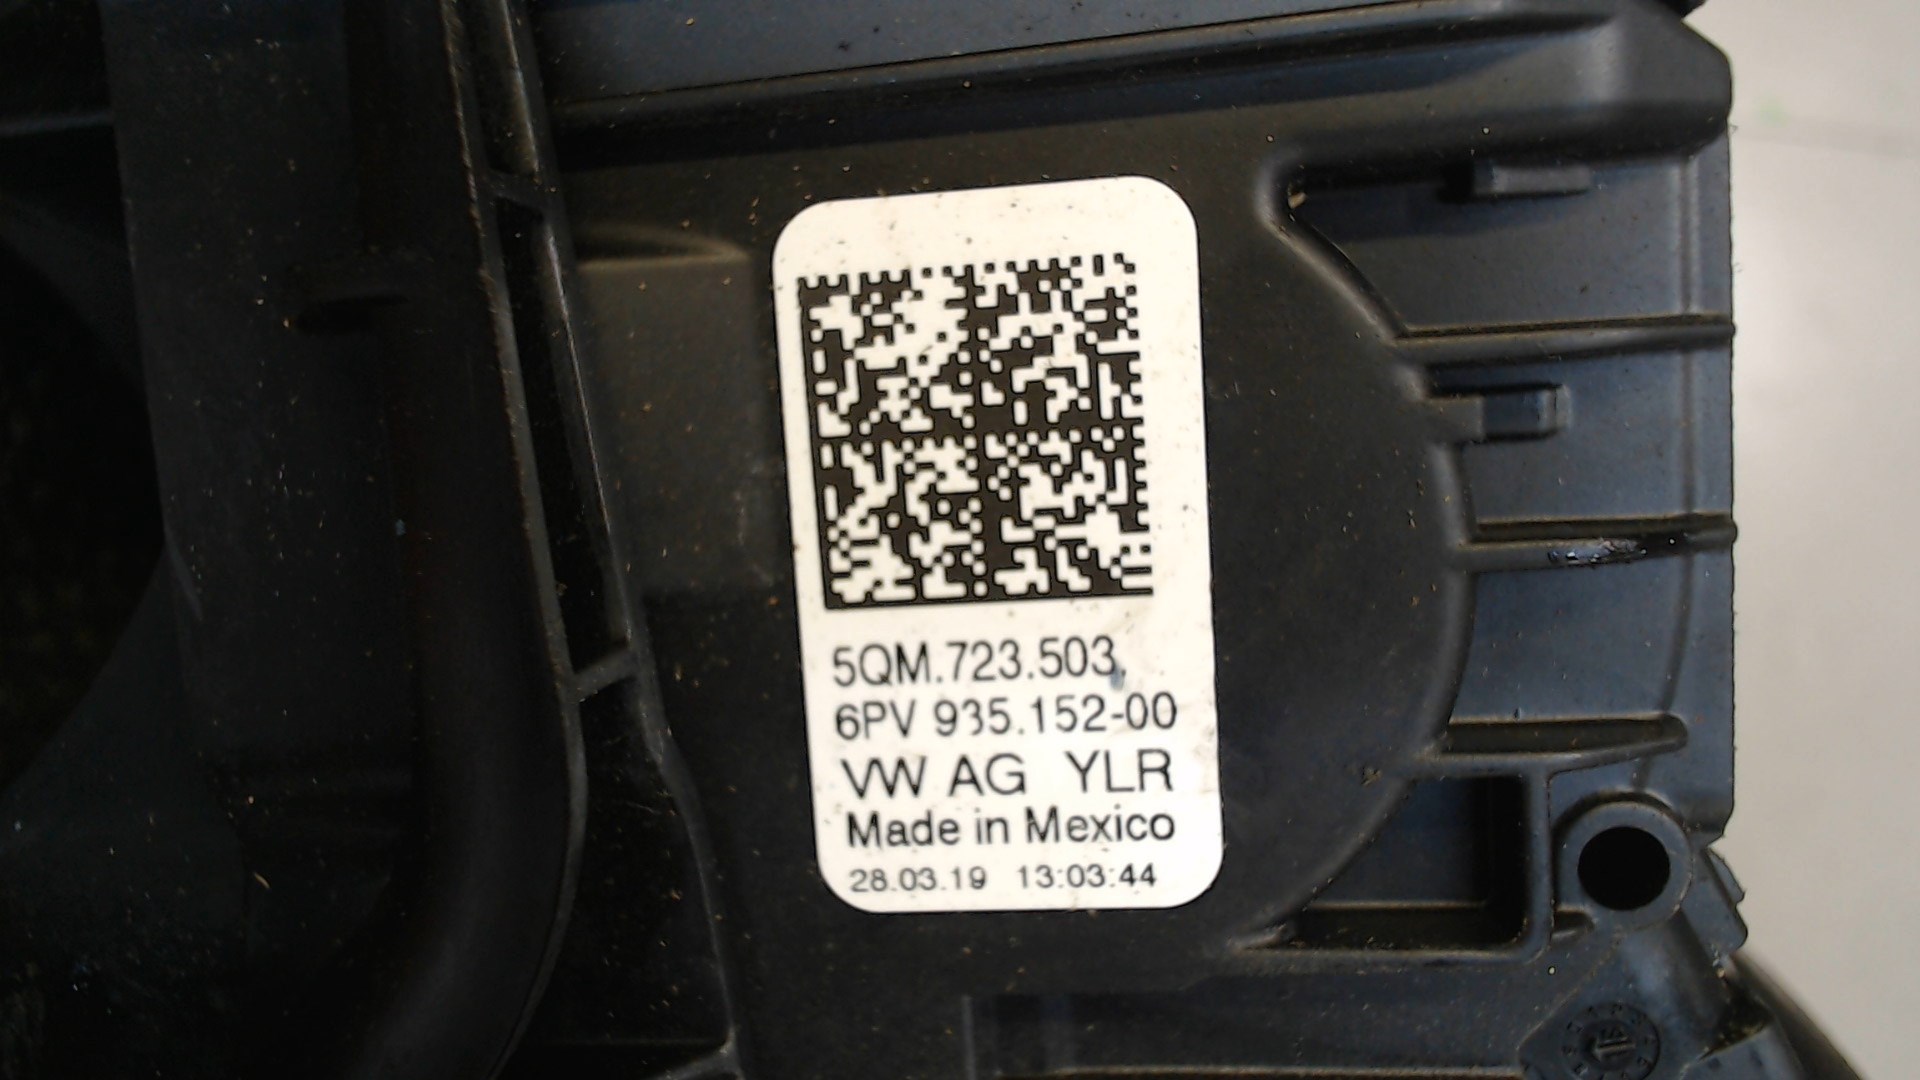 5QM.723.503.
6PV 935.152-00
VW AG YLR
Made in Mexico
28.03.19 13:03:44